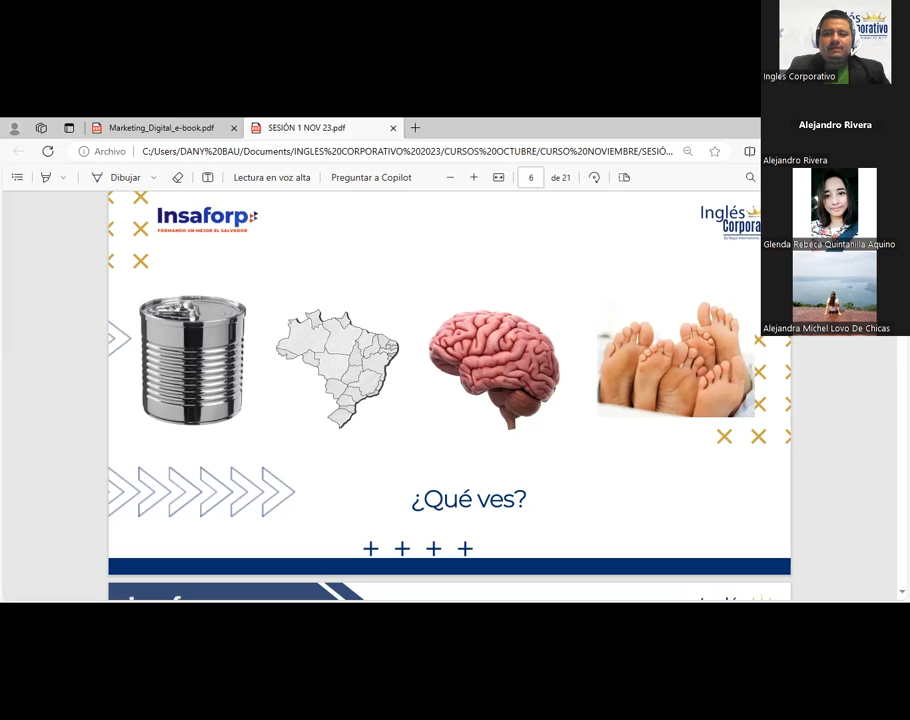 Marketing_Digital_e-book.pdf
SESIÓN 1 NOV 23.pdf
Archivo
C:/Users/DANY%20BAU/Documents/INGLES%20CORPORATIVO%202023/CURSOS%20OCTUBRE/CURSO%20NOVIEMBRE/SESIÓ...
Dibujar
Lectura en voz alta
Preguntar a Copilot
6
de 21
Insaforp
FORMANDO UN MEJOR EL SALVADOR
Inglés
Corporat
¿Qué ves?
Ingles Corporativo
Alejandro Rivera
Alejandro Rivera
Glenda Rebeca Quintanilla Aquino
Alejandra Michel Lovo De Chicas